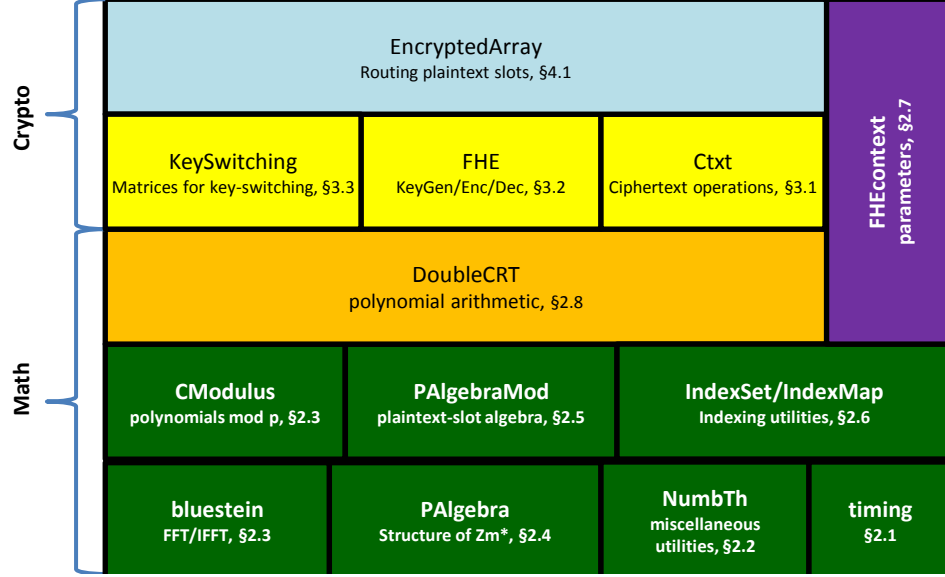 Crypto
EncryptedArray
Routing plaintext slots, §4.1
KeySwitching
Matrices for key-switching, §3.3
FHE
KeyGen/Enc/Dec, §3.2
Ctxt
Ciphertext operations, §3.1
FHEcontext
parameters, §2.7
Math
DoubleCRT
polynomial arithmetic, §2.8
CModulus
polynomials mod p, §2.3
PAlgebraMod
plaintext-slot algebra, §2.5
IndexSet/IndexMap
Indexing utilities, §2.6
bluestein
FFT/IFFT, §2.3
PAlgebra
Structure of Zm*, §2.4
NumbTh
miscellaneous
utilities, §2.2
timing
§2.1